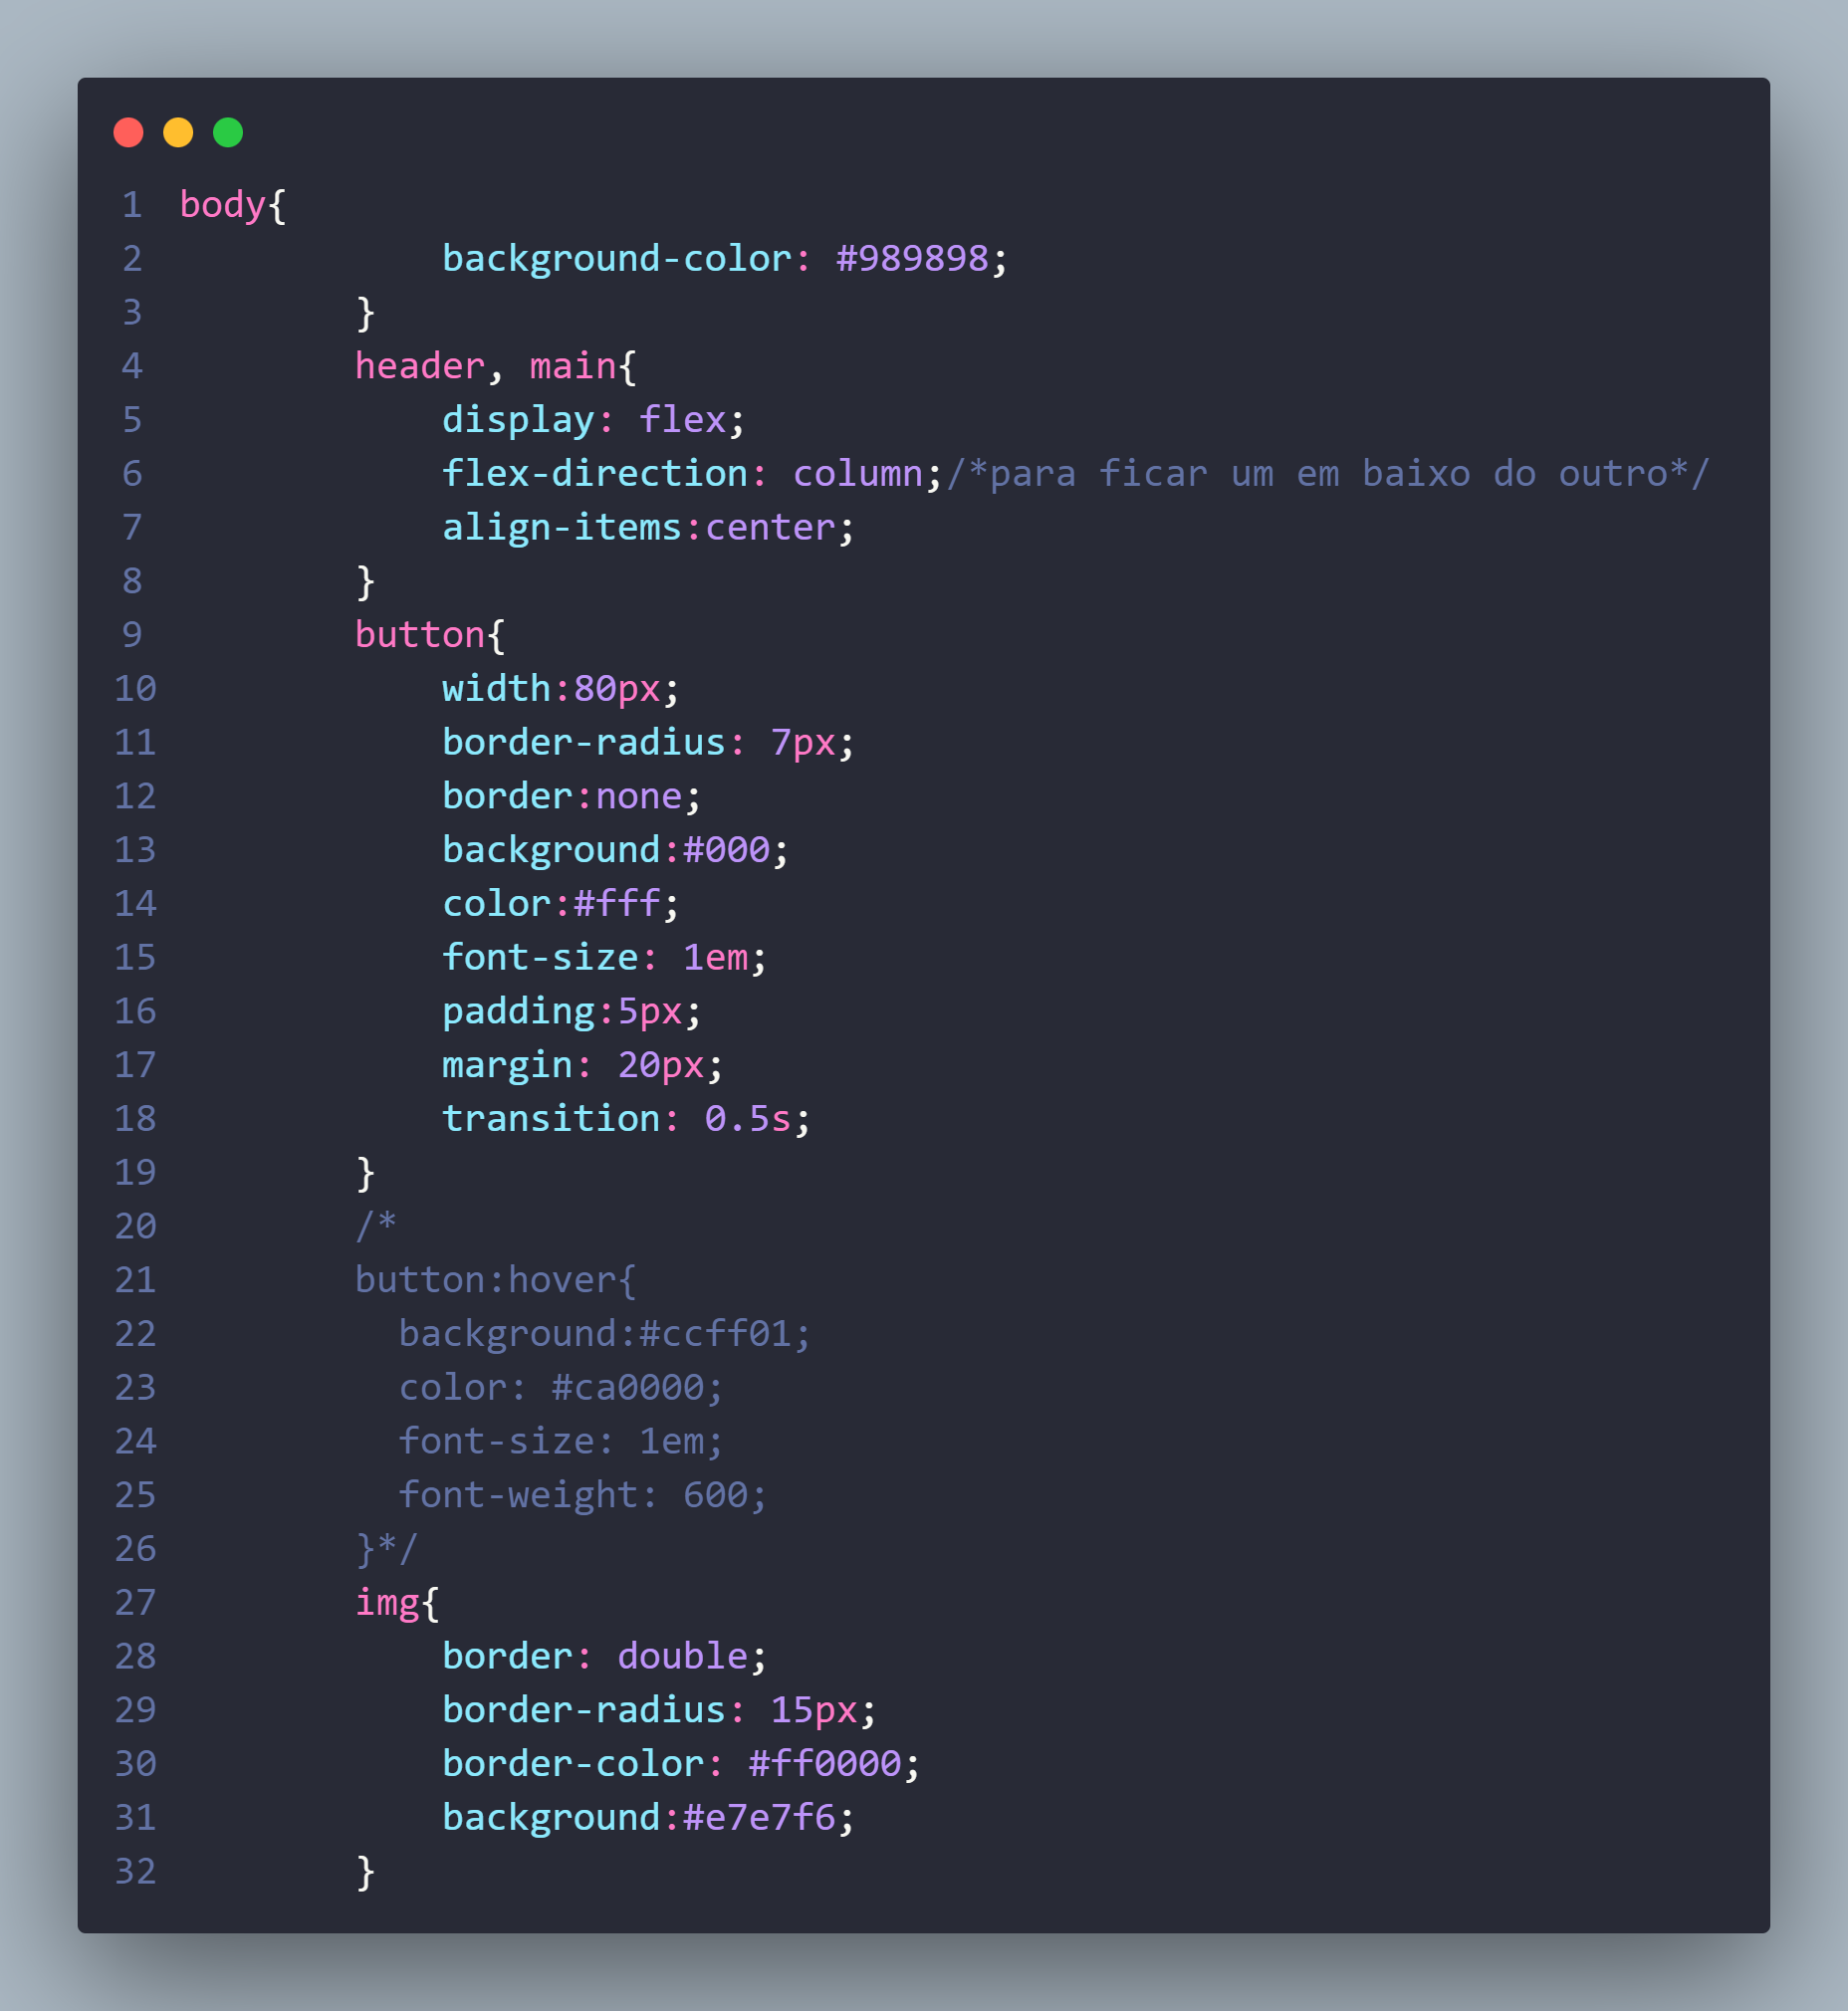 1 body{
2 background-color: #989898;
3 }
4 header, main{
5 display: flex;
6 flex-direction: column;/*para ficar um em baixo do outro*/
7 align-items:center;
8 }
9 button{
10 width:80px;
11 border-radius: 7px;
12 border:none;
13 background:#000;
14 color:#fff;
15 font-size: 1em;
16 padding:5px;
17 margin: 20px;
18 transition: 0.5s;
19 }
20 /*
21 button:hover{
22 background:#ccff01;
23 color: #ca0000;
24 font-size: 1em;
25 font-weight: 600;
26 }*/
27 img{
28 border: double;
29 border-radius: 15px;
30 border-color: #ff0000;
31 background:#e7e7f6;
32 }